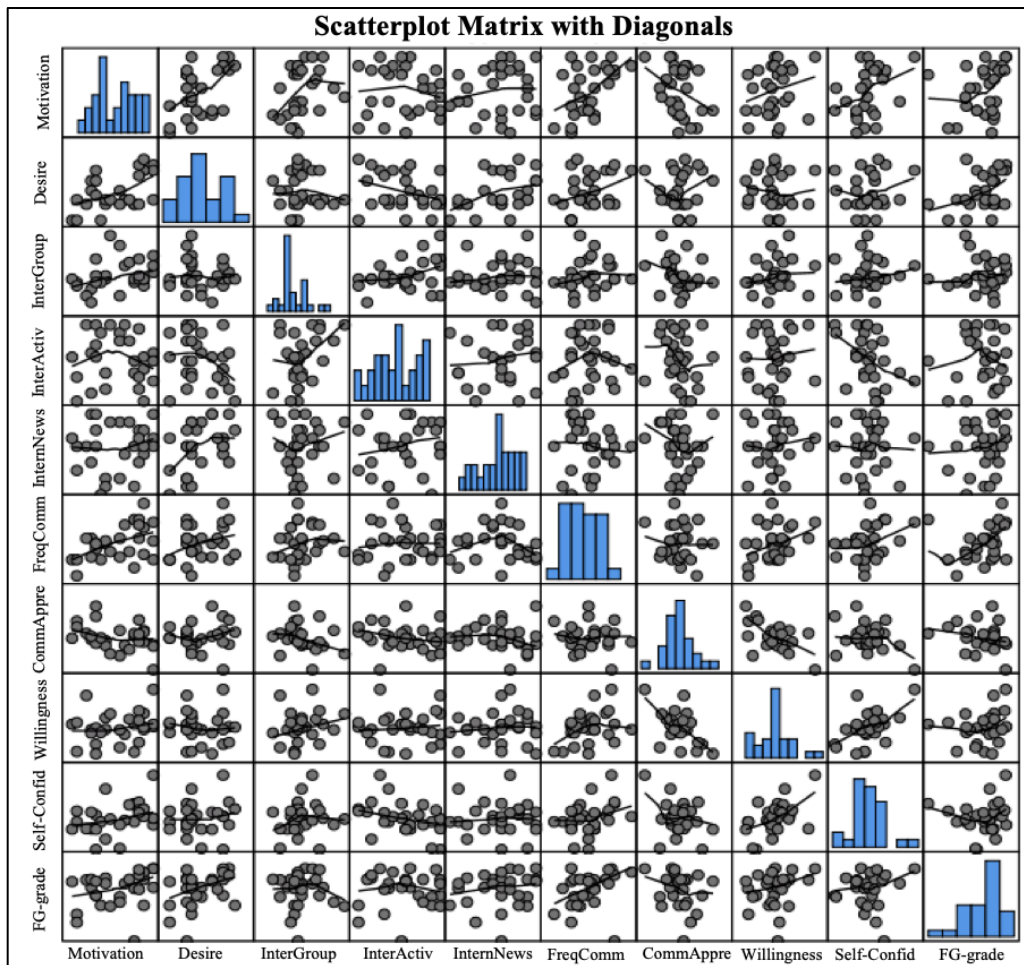 Scatterplot Matrix with Diagonals
Motivation
Desire
InterGroup
InterActiv
InternNews
FreqComm
CommAppre
Willingness
Self-Confid
FG-grade
Motivation Desire InterGroup InterActiv InternNews FreqComm CommAppre Willingness Self-Confid FG-grade